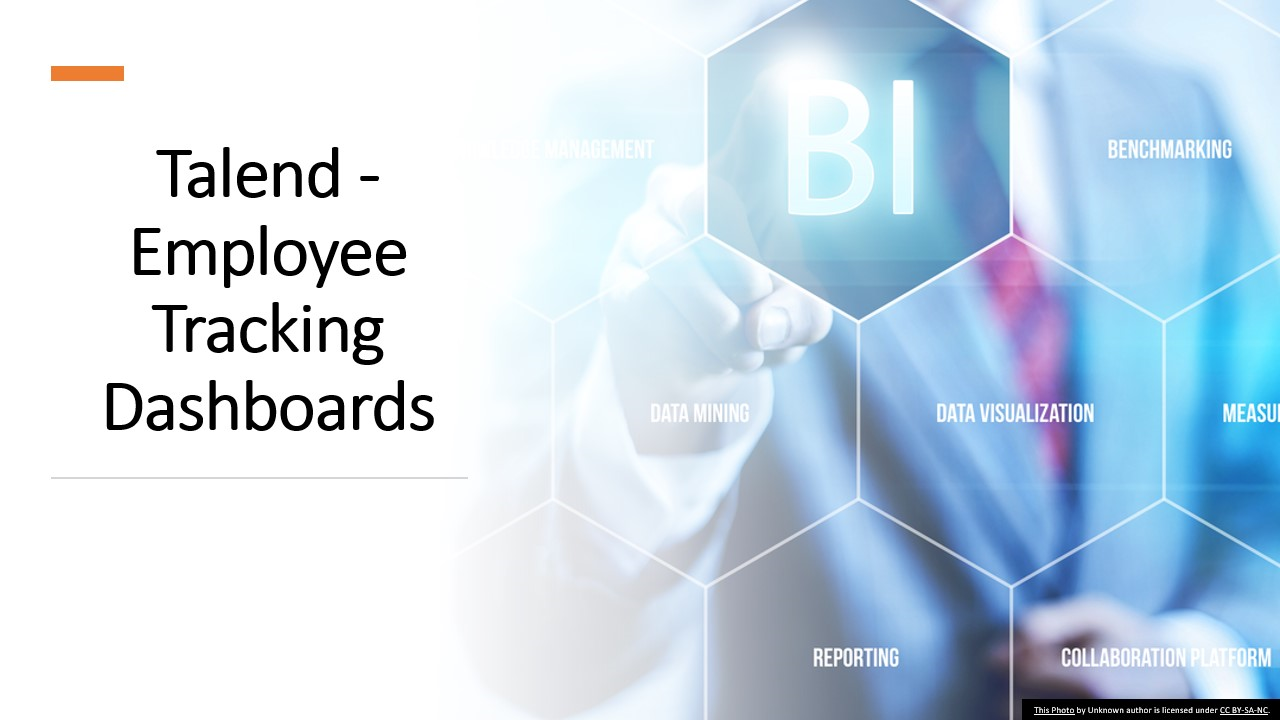 Talend -
Employee
Tracking
Dashboards
BI
MANAGEMENT
BENCHMARKING
DATA MINING
DATA VISUALIZATION
REPORTING
COLLABORATION PLATFORM
This Photo by Unknown author is licensed under CC BY-SA-NC.